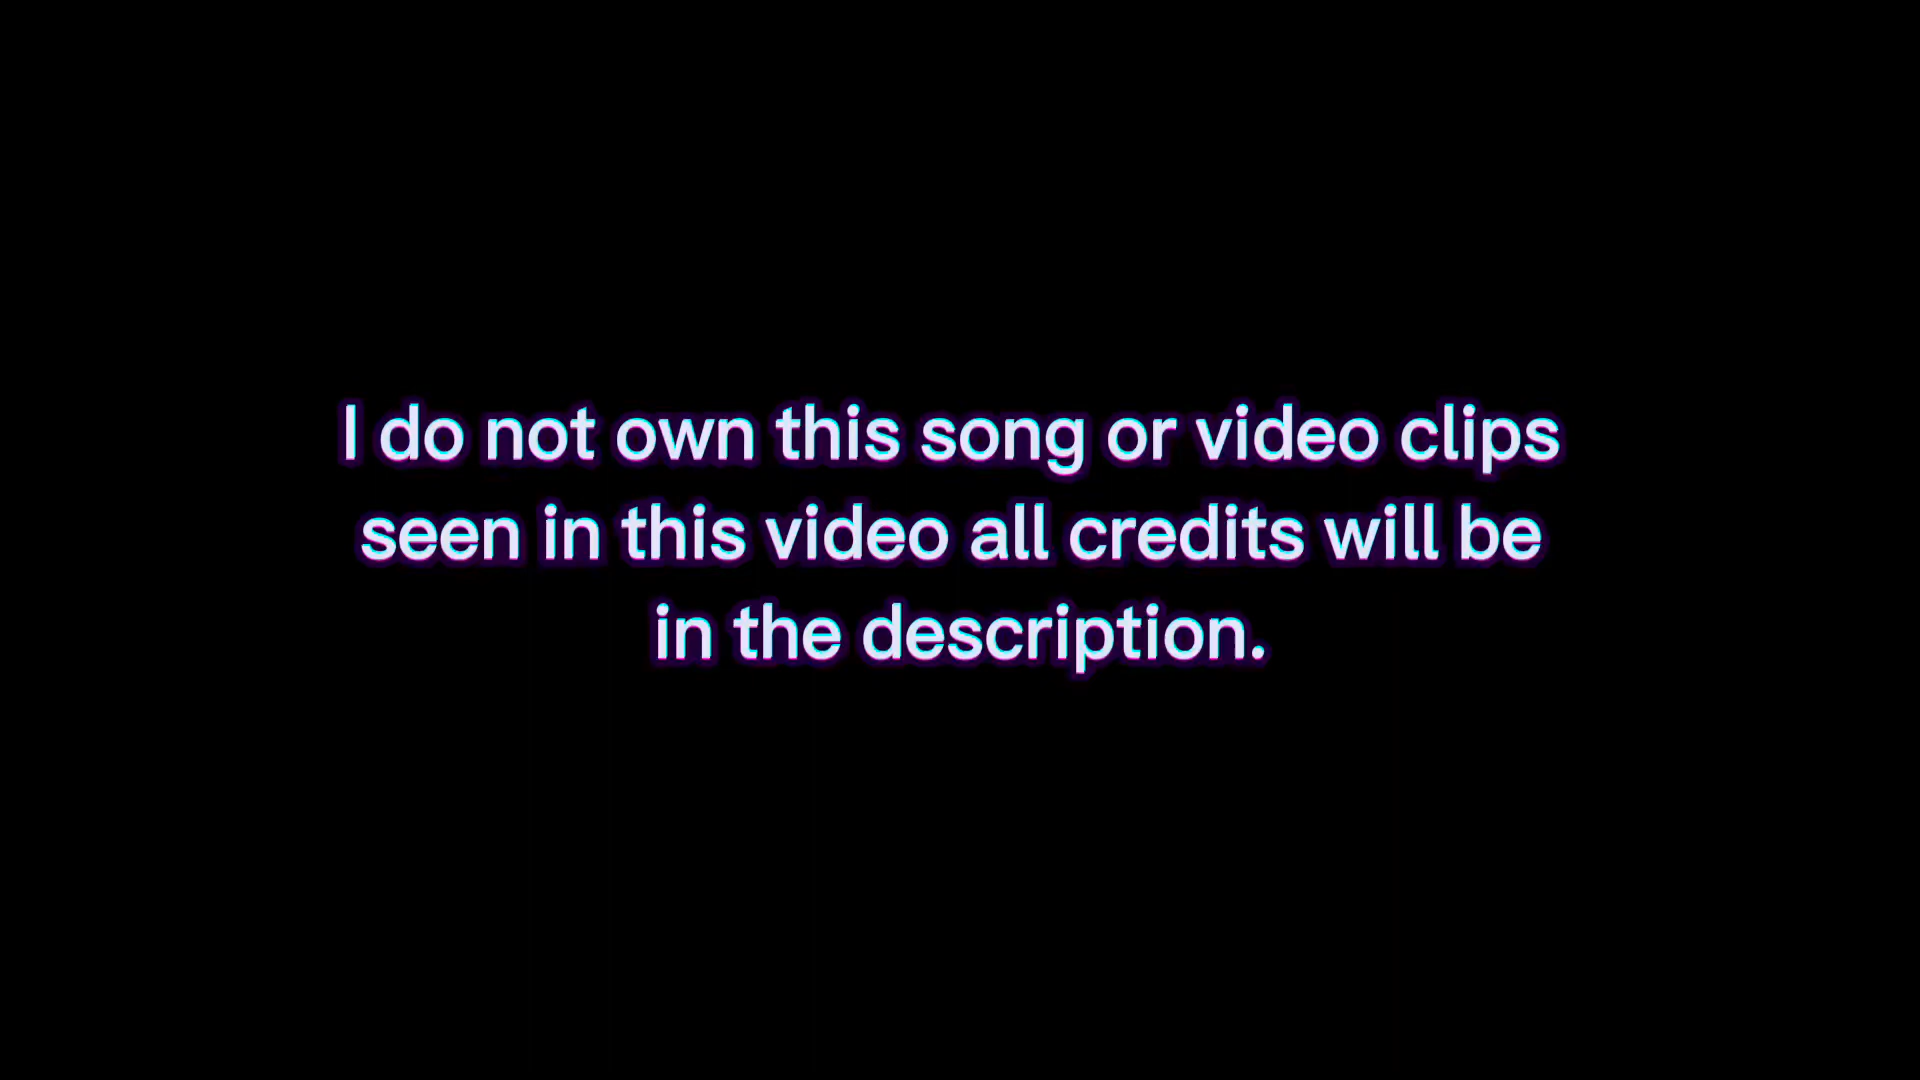 I do not own this song or video clips
seen in this video all credits will be
in the description.